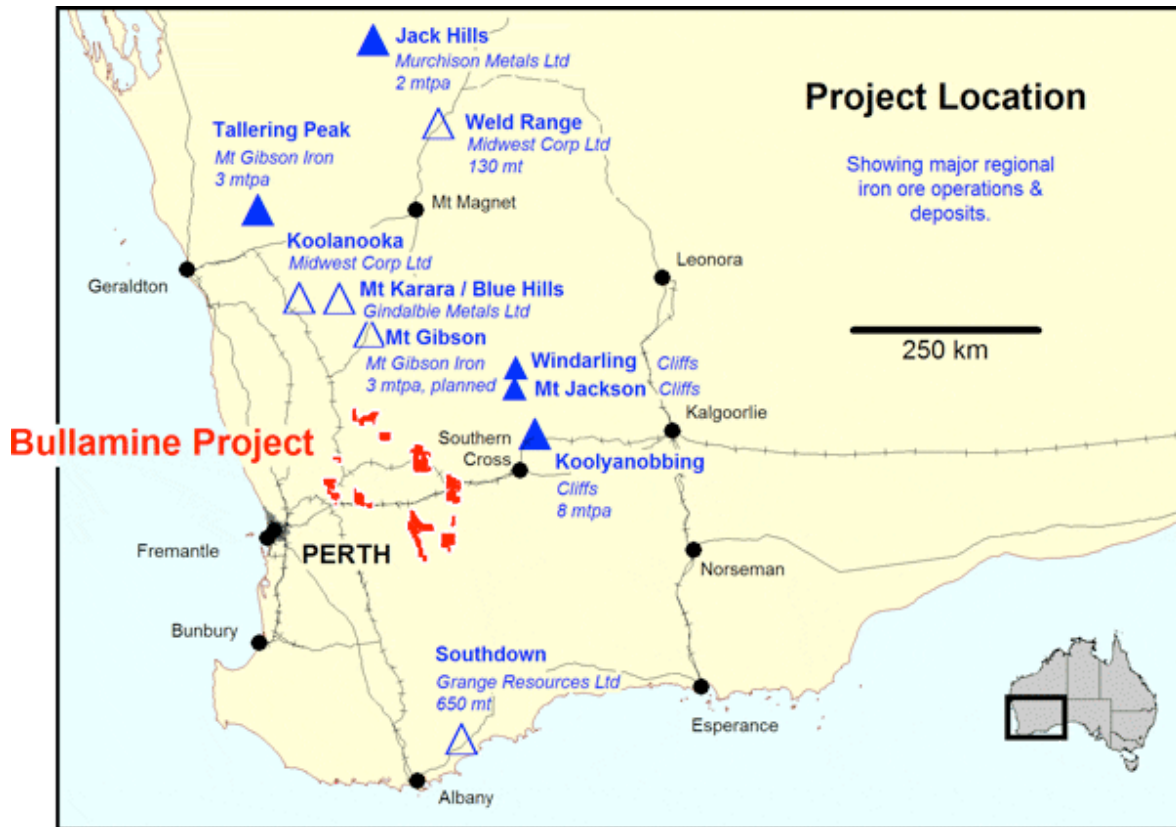 Jack Hills
Murchison Metals Ltd
2 mtpa
Project Location
Showing major regional
iron ore operations &
deposits.
Weld Range
Midwest Corp Ltd
130 mt
Tallering Peak
Mt Gibson Iron
3 mtpa
Mt Magnet
Koolanooka
Midwest Corp Ltd
Geraldton
Leonora
Mt Karara / Blue Hills
Gindalbie Metals Ltd
Mt Gibson
Mt Gibson Iron
3 mtpa, planned
250 km
Windarling Cliffs
Mt Jackson Cliffs
Kalgoorlie
Bullamine Project
Southern
Cross
Koolyanobbing
Cliffs
8 mtpa
Fremantle
PERTH
Norseman
Bunbury
Southdown
Grange Resources Ltd
650 mt
Esperance
Albany